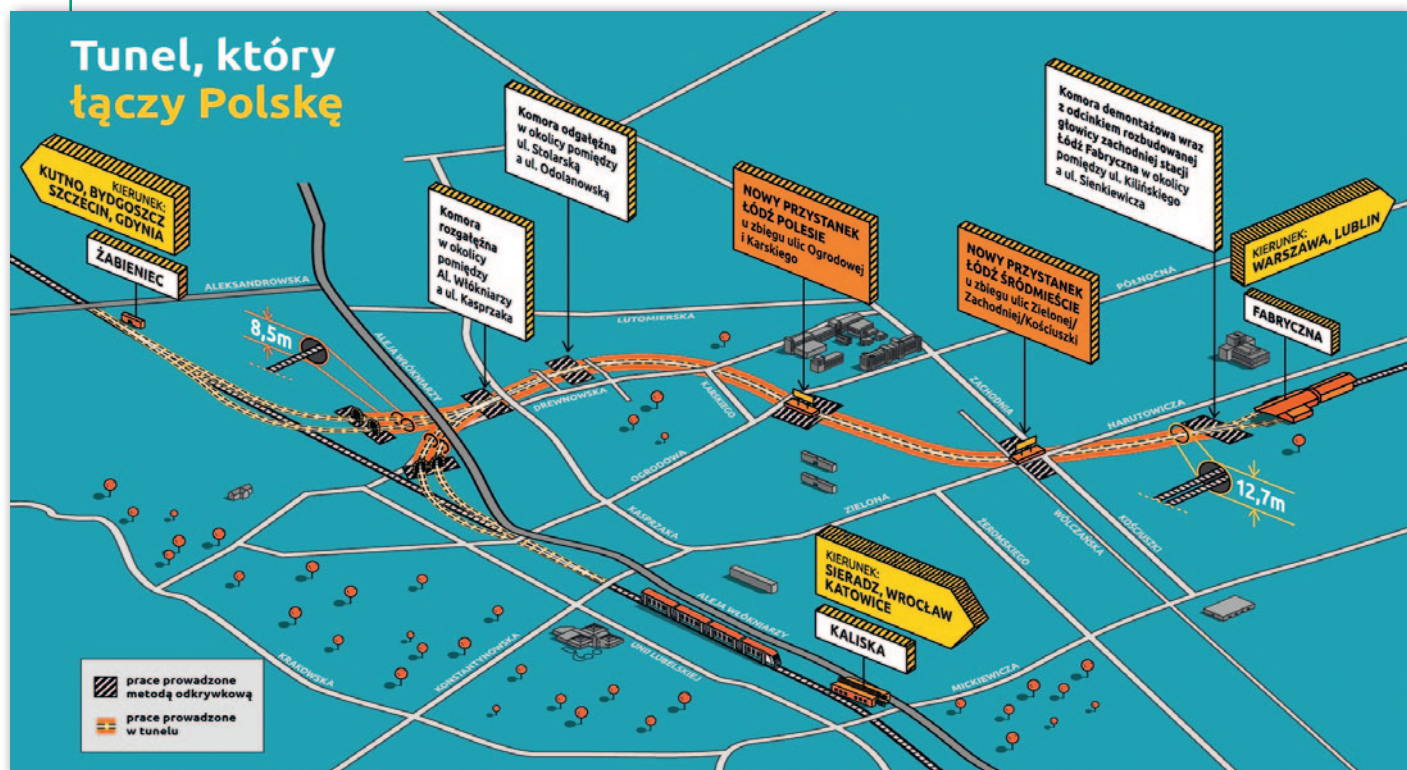 Tunel, który
łączy Polskę
KIERUNEK:
KUTNO, BYDGOSZCZ
SZCZECIN, GDYNIA
ŻABIENIEC
Komora odgałęźna
w okolicy pomiędzy
ul. Stolarską
a ul. Odolanowską
Komora
rozgałęźna
w okolicy
pomiędzy
Al. Włókniarzy
a ul. Kasprzaka
NOWY PRZYSTANEK
ŁÓDŹ POLESIE
u zbiegu ulic Ogrodowej
i Karskiego
NOWY PRZYSTANEK
ŁÓDŹ ŚRÓDMIEŚCIE
u zbiegu ulic Zielonej/
Zachodniej/Kościuszki
Komora demontażowa wraz
z odcinkiem rozbudowanej
głowicy zachodniej stacji
Łódź Fabryczna w okolicy
pomiędzy ul. Kilińskiego
a ul. Sienkiewicza
KIERUNEK:
WARSZAWA, LUBLIN
FABRYCZNA
ALEKSANDROWSKA
8,5m
ALEJA WŁÓKNIARZY
LUTOMIERSKA
PÓŁNOCNA
DREWNOWSKA
KARSKIEGO
ZACHODNIA
NARUTOWICZA
OGRODOWA
12,7m
KASPRZAKA
ZIELONA
ŻEROMSKIEGO
WÓLCZAŃSKA
KOŚCIUSZKI
KIERUNEK:
SIERADZ, WROCŁAW
KATOWICE
KALISKA
ALEJA WŁÓKNIARZY
KRAKOWSKA
KONSTANTYNOWSKA
UNII LUBELSKIEJ
MICKIEWICZA
prace prowadzone
metodą odkrywkową
prace prowadzone
w tunelu